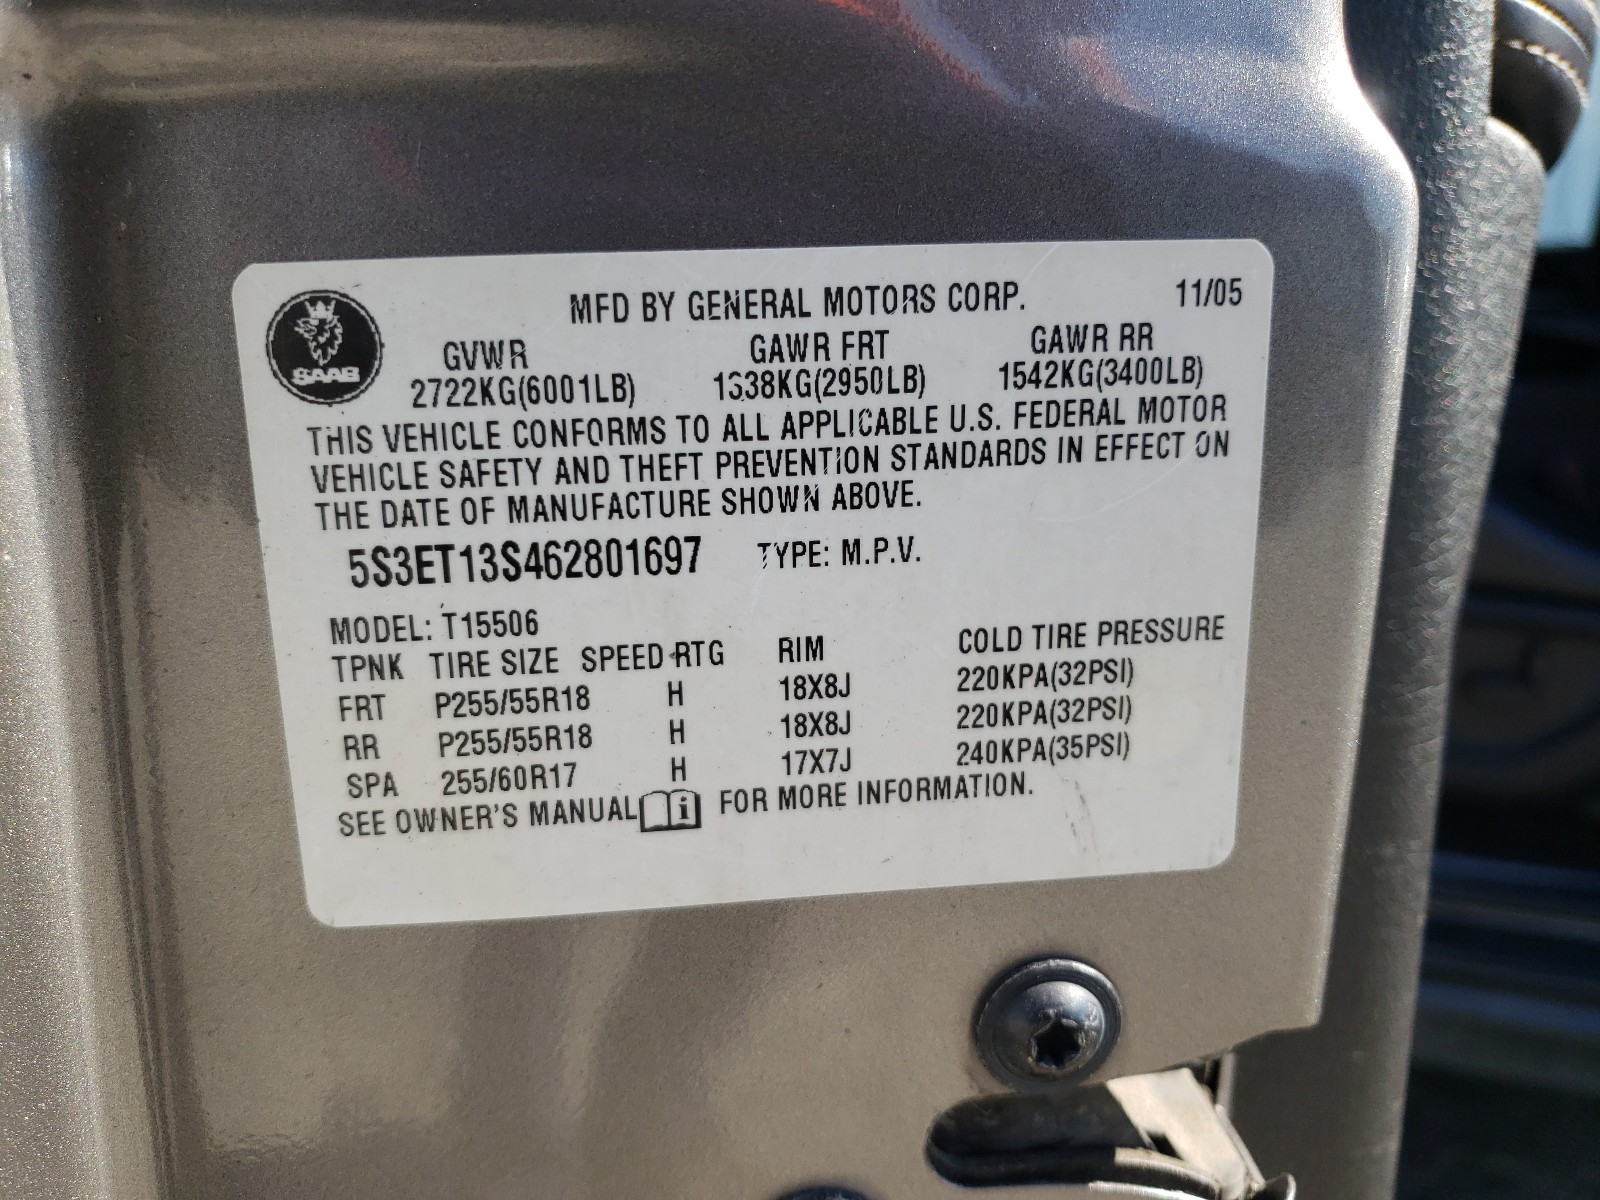 SAAB
MFD BY GENERAL MOTORS CORP. 11/05
GVWR GAWR FRT GAWR RR
2722KG(6001LB) 1338KG(2950LB) 1542KG(3400LB)
THIS VEHICLE CONFORMS TO ALL APPLICABLE U.S. FEDERAL MOTOR
VEHICLE SAFETY AND THEFT PREVENTION STANDARDS IN EFFECT ON
THE DATE OF MANUFACTURE SHOWN ABOVE.
5S3ET13S462801697 TYPE: M.P.V.
MODEL: T15506
TPNK TIRE SIZE SPEED RTG RIM COLD TIRE PRESSURE
FRT P255/55R18 H 18X8J 220KPA(32PSI)
RR P255/55R18 H 18X8J 220KPA(32PSI)
SPA 255/60R17 H 17X7J 240KPA(35PSI)
SEE OWNER'S MANUAL i FOR MORE INFORMATION.